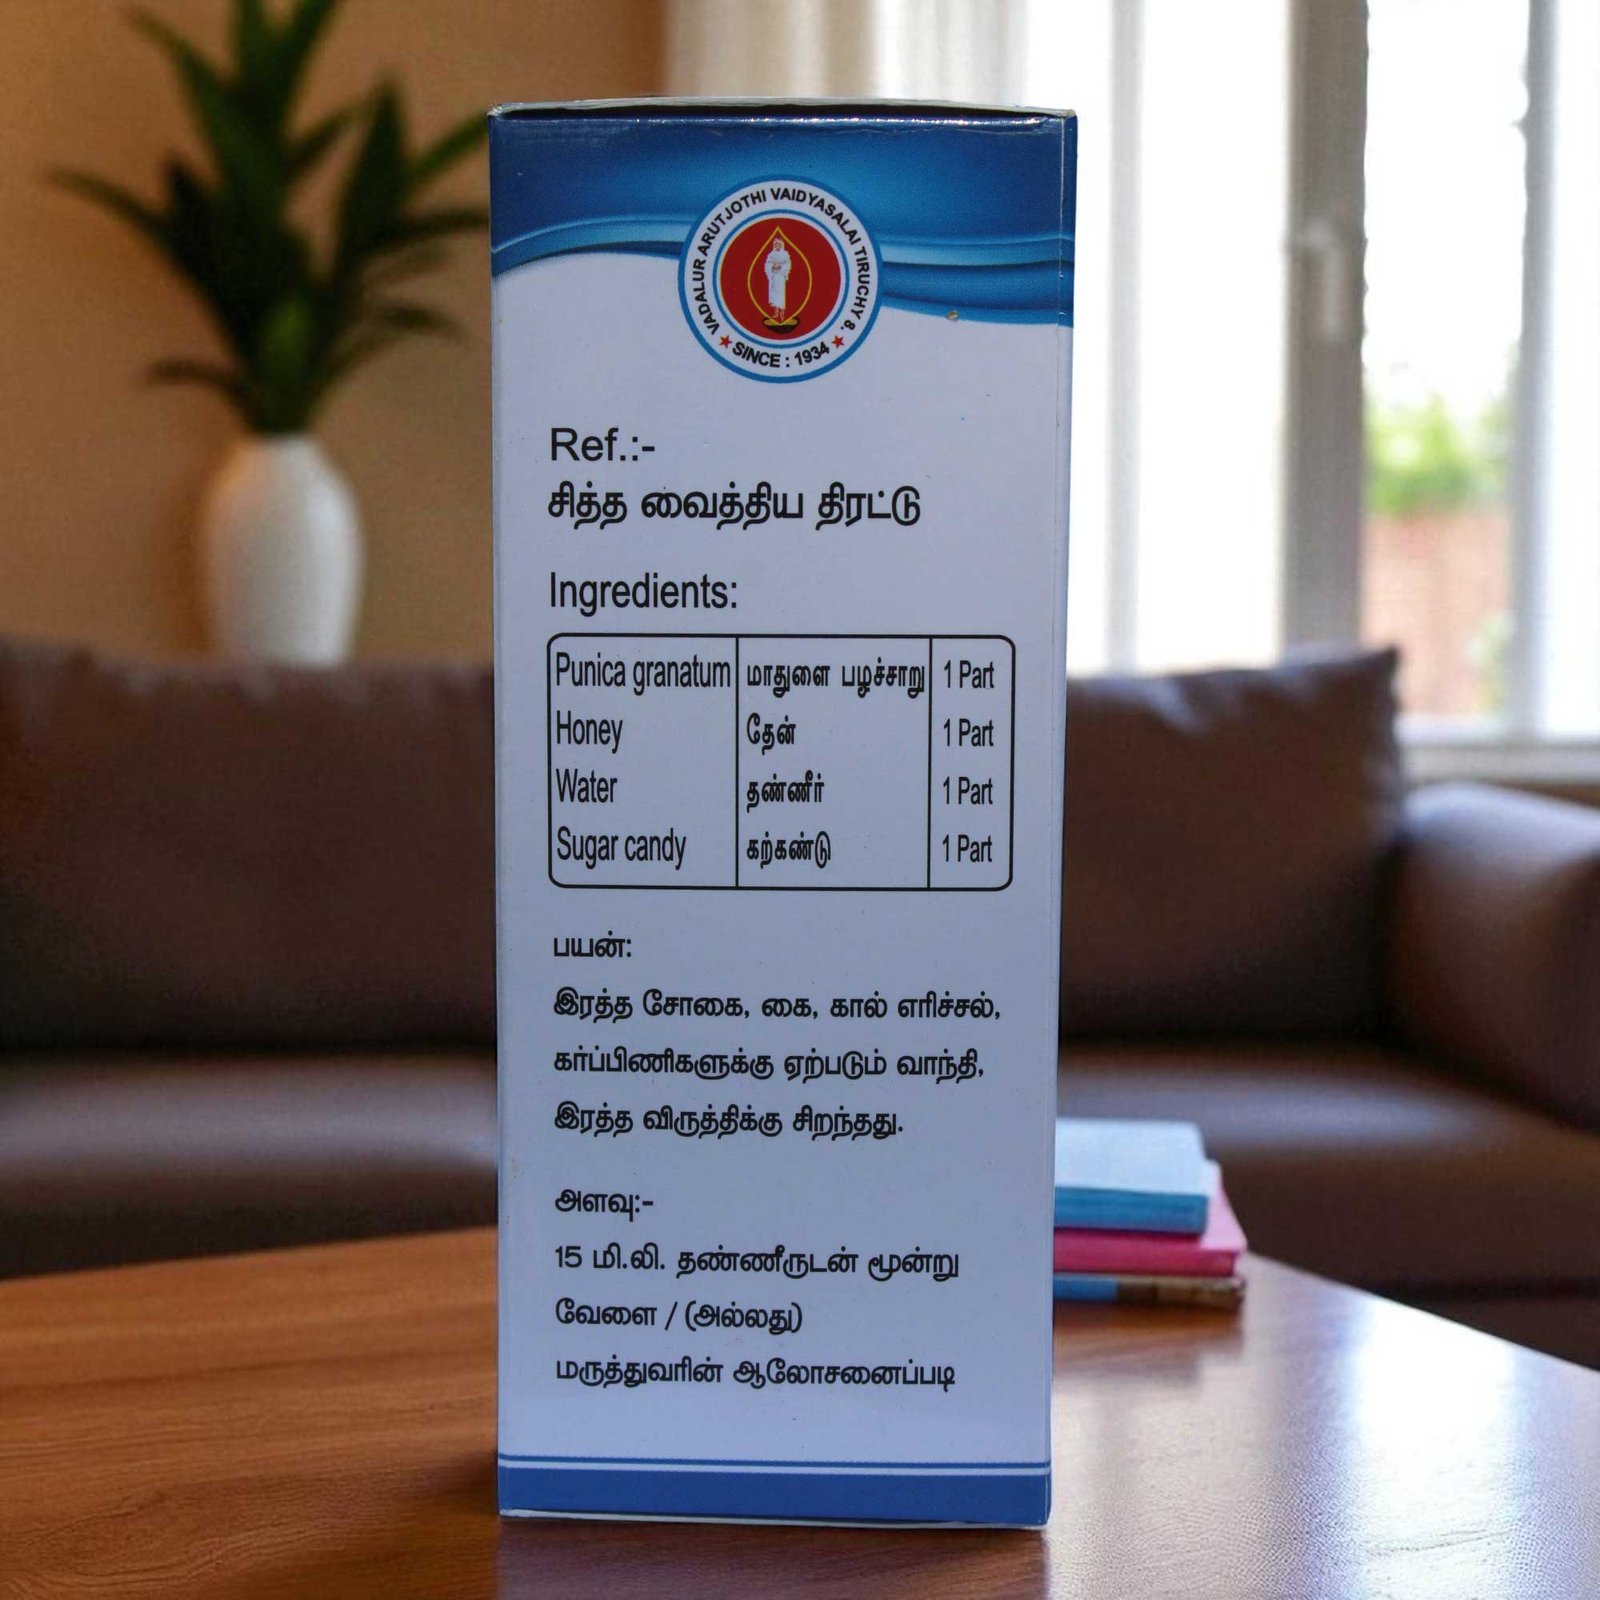 VADALUR ARUTJOTHI VAIDYASALAI TIRUCHY 8.
★ SINCE : 1934 ★
Ref.:-
சித்த வைத்திய திரட்டு
Ingredients:
Punica granatum மாதுளை பழச்சாறு 1 Part
Honey தேன் 1 Part
Water தண்ணீர் 1 Part
Sugar candy கற்கண்டு 1 Part
பயன்:
இரத்த சோகை, கை, கால் எரிச்சல்,
கர்ப்பிணிகளுக்கு ஏற்படும் வாந்தி,
இரத்த விருத்திக்கு சிறந்தது.
அளவு:-
15 மி.லி. தண்ணீருடன் மூன்று
வேளை / (அல்லது)
மருத்துவரின் ஆலோசனைப்படி